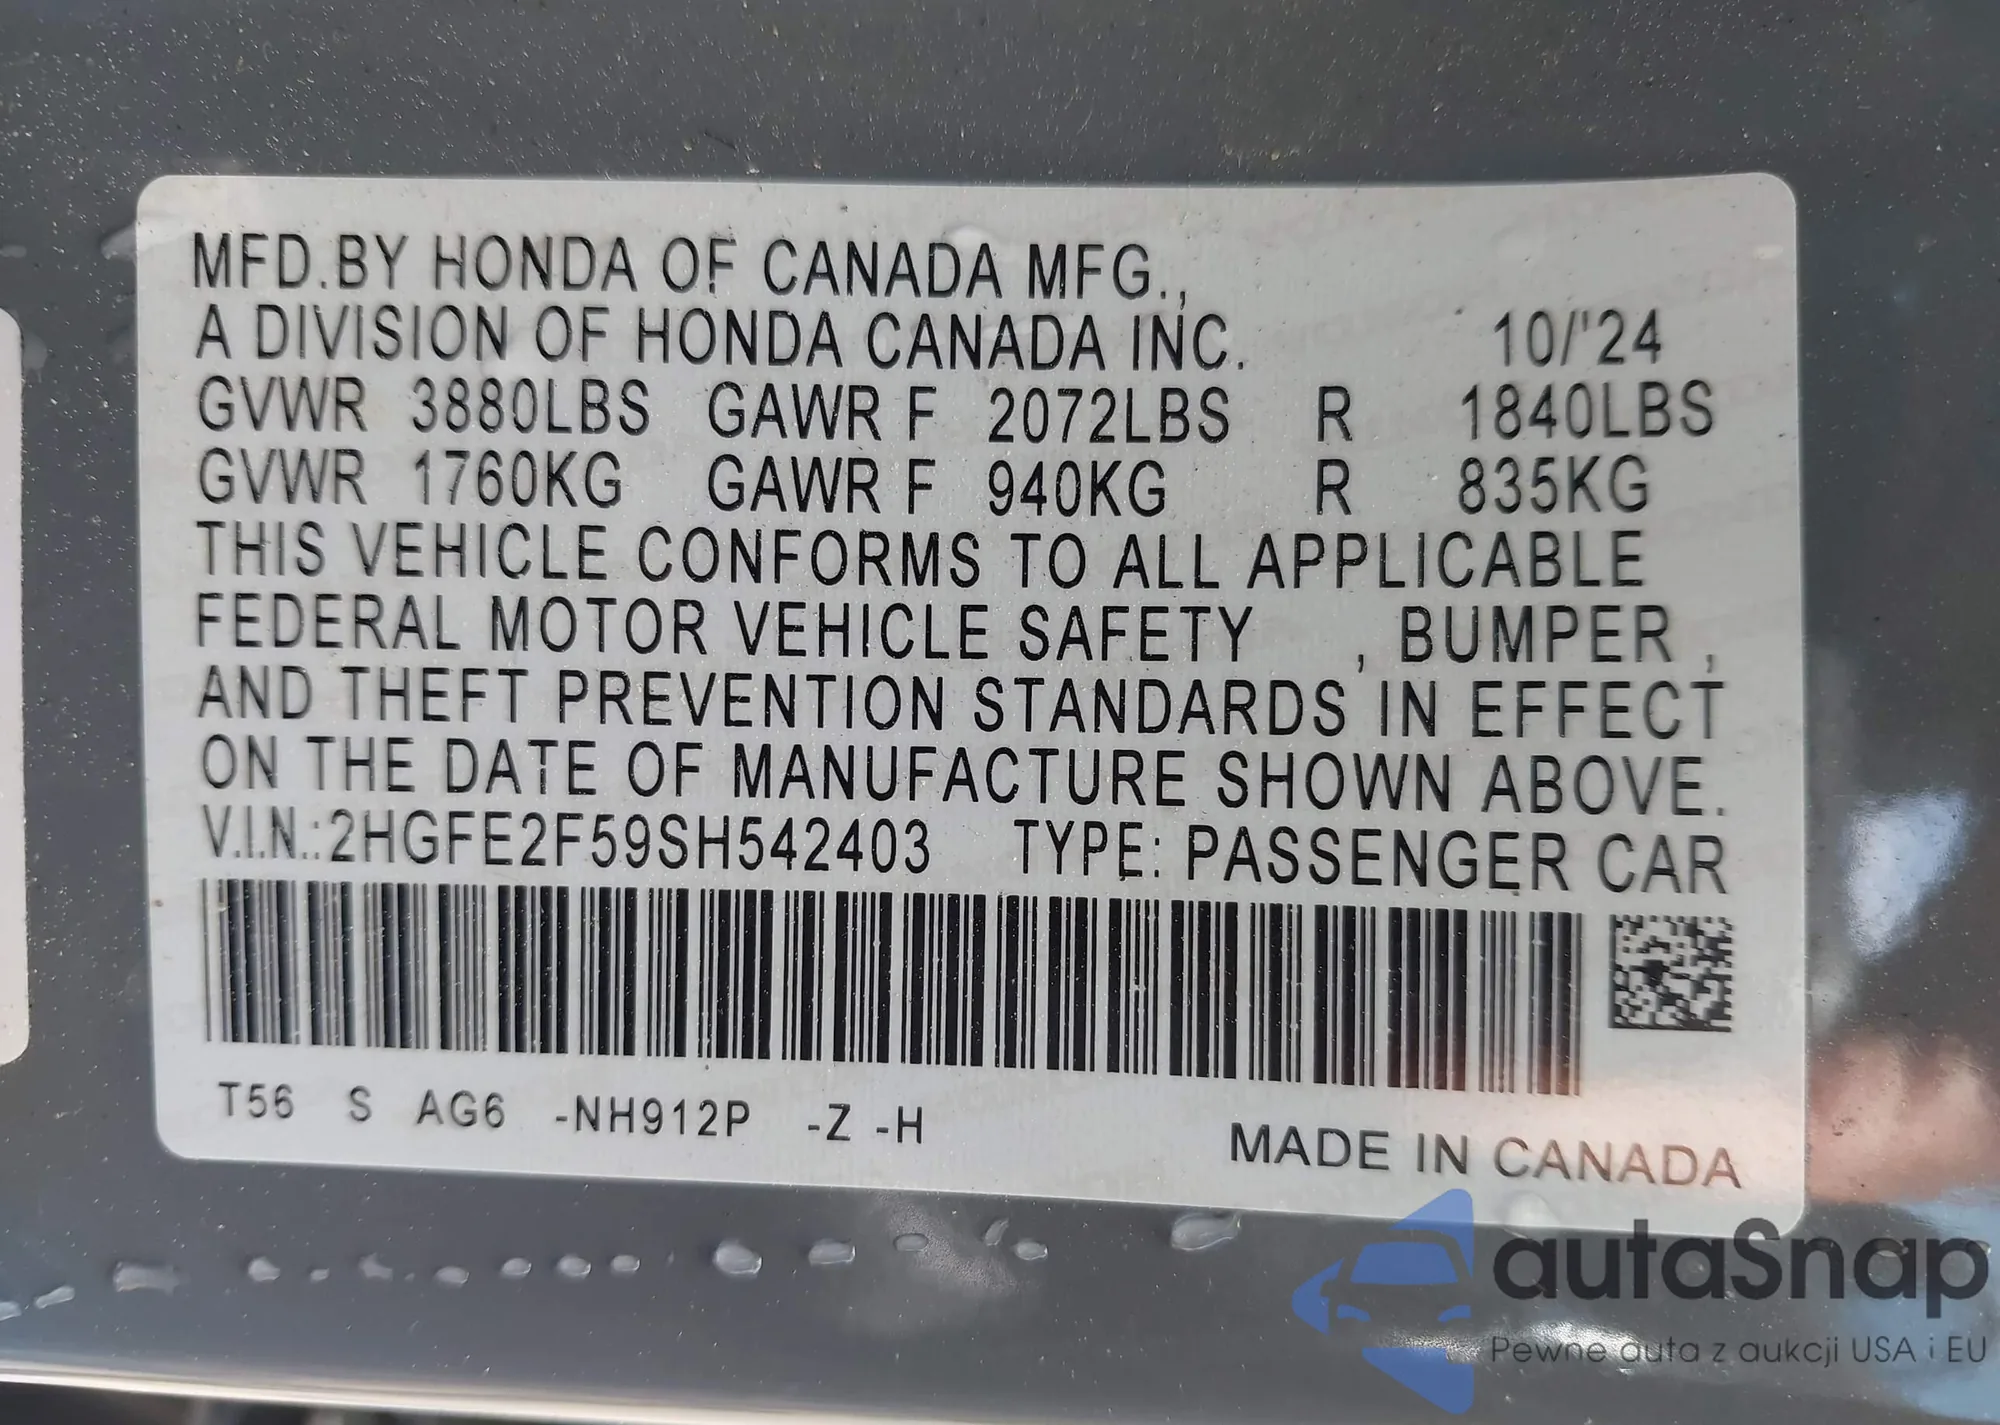 MFD.BY HONDA OF CANADA MFG.,
A DIVISION OF HONDA CANADA INC. 10/'24
GVWR 3880LBS GAWR F 2072LBS R 1840LBS
GVWR 1760KG GAWR F 940KG R 835KG
THIS VEHICLE CONFORMS TO ALL APPLICABLE
FEDERAL MOTOR VEHICLE SAFETY , BUMPER ,
AND THEFT PREVENTION STANDARDS IN EFFECT
ON THE DATE OF MANUFACTURE SHOWN ABOVE.
V.I.N.:2HGFE2F59SH542403 TYPE: PASSENGER CAR
T56 S AG6 -NH912P -Z -H
MADE IN CANADA
autaSnap
Pewne auta z aukcji USA i EU